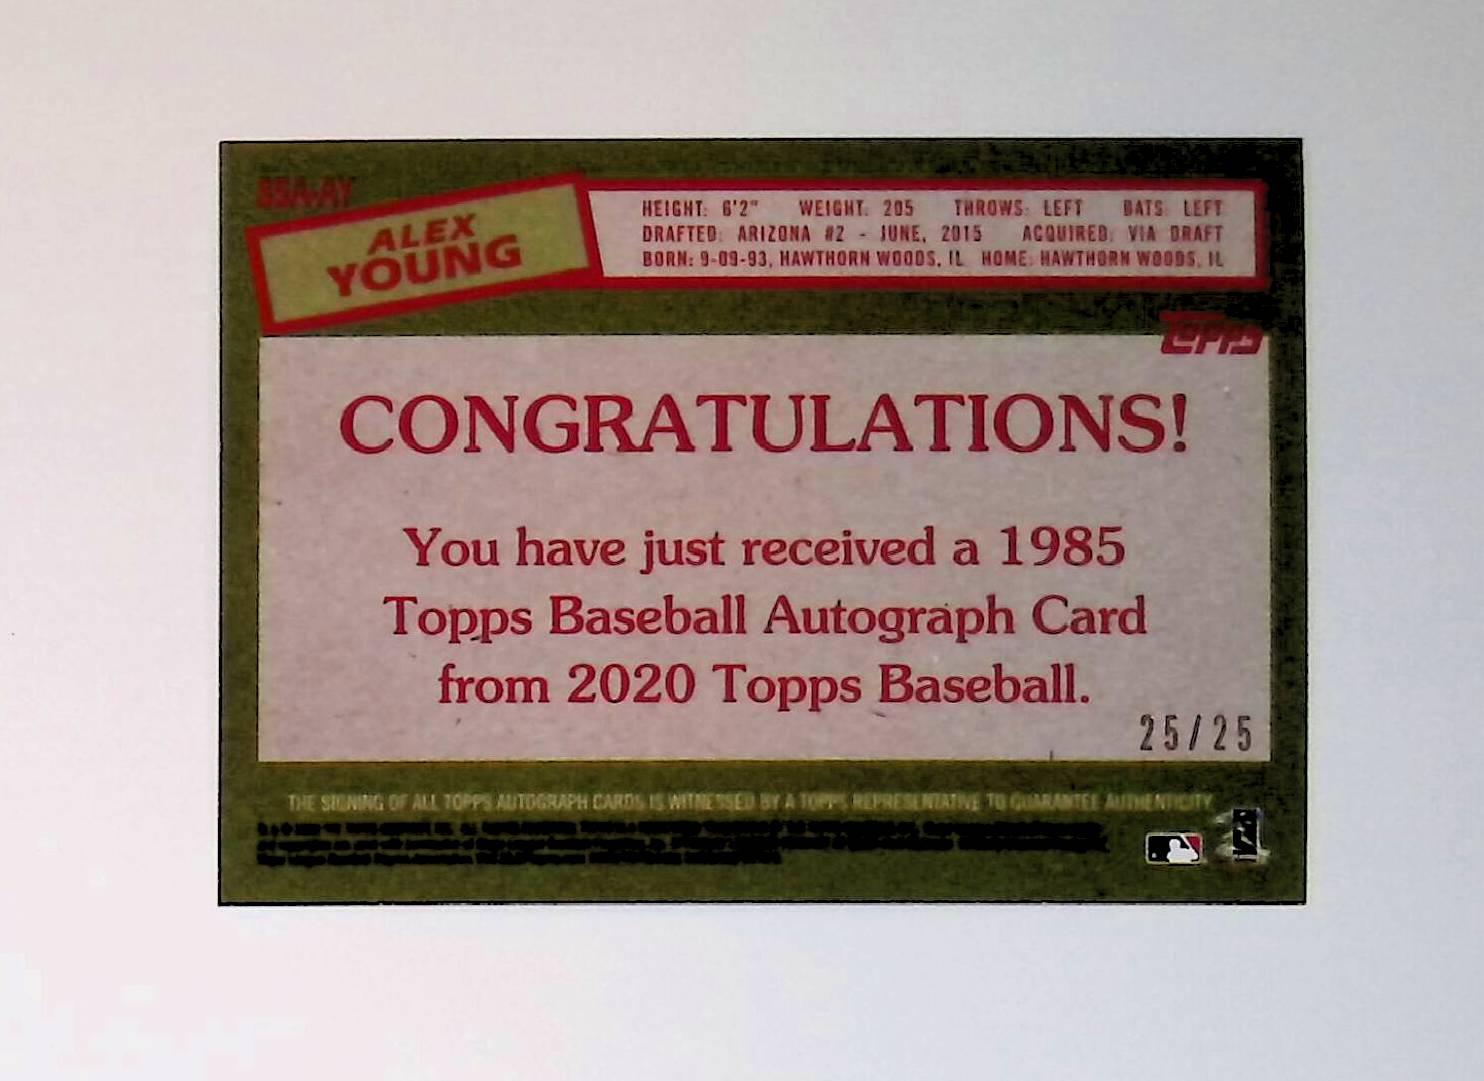 85A-AY
ALEX
YOUNG
HEIGHT: 6'2" WEIGHT: 205 THROWS: LEFT BATS: LEFT
DRAFTED: ARIZONA #2 - JUNE, 2015 ACQUIRED: VIA DRAFT
BORN: 9-09-93, HAWTHORN WOODS, IL HOME: HAWTHORN WOODS, IL
TOPPS
CONGRATULATIONS!
You have just received a 1985
Topps Baseball Autograph Card
from 2020 Topps Baseball.
25/25
THE SIGNING OF ALL TOPPS AUTOGRAPH CARDS IS WITNESSED BY A TOPPS REPRESENTATIVE TO GUARANTEE AUTHENTICITY